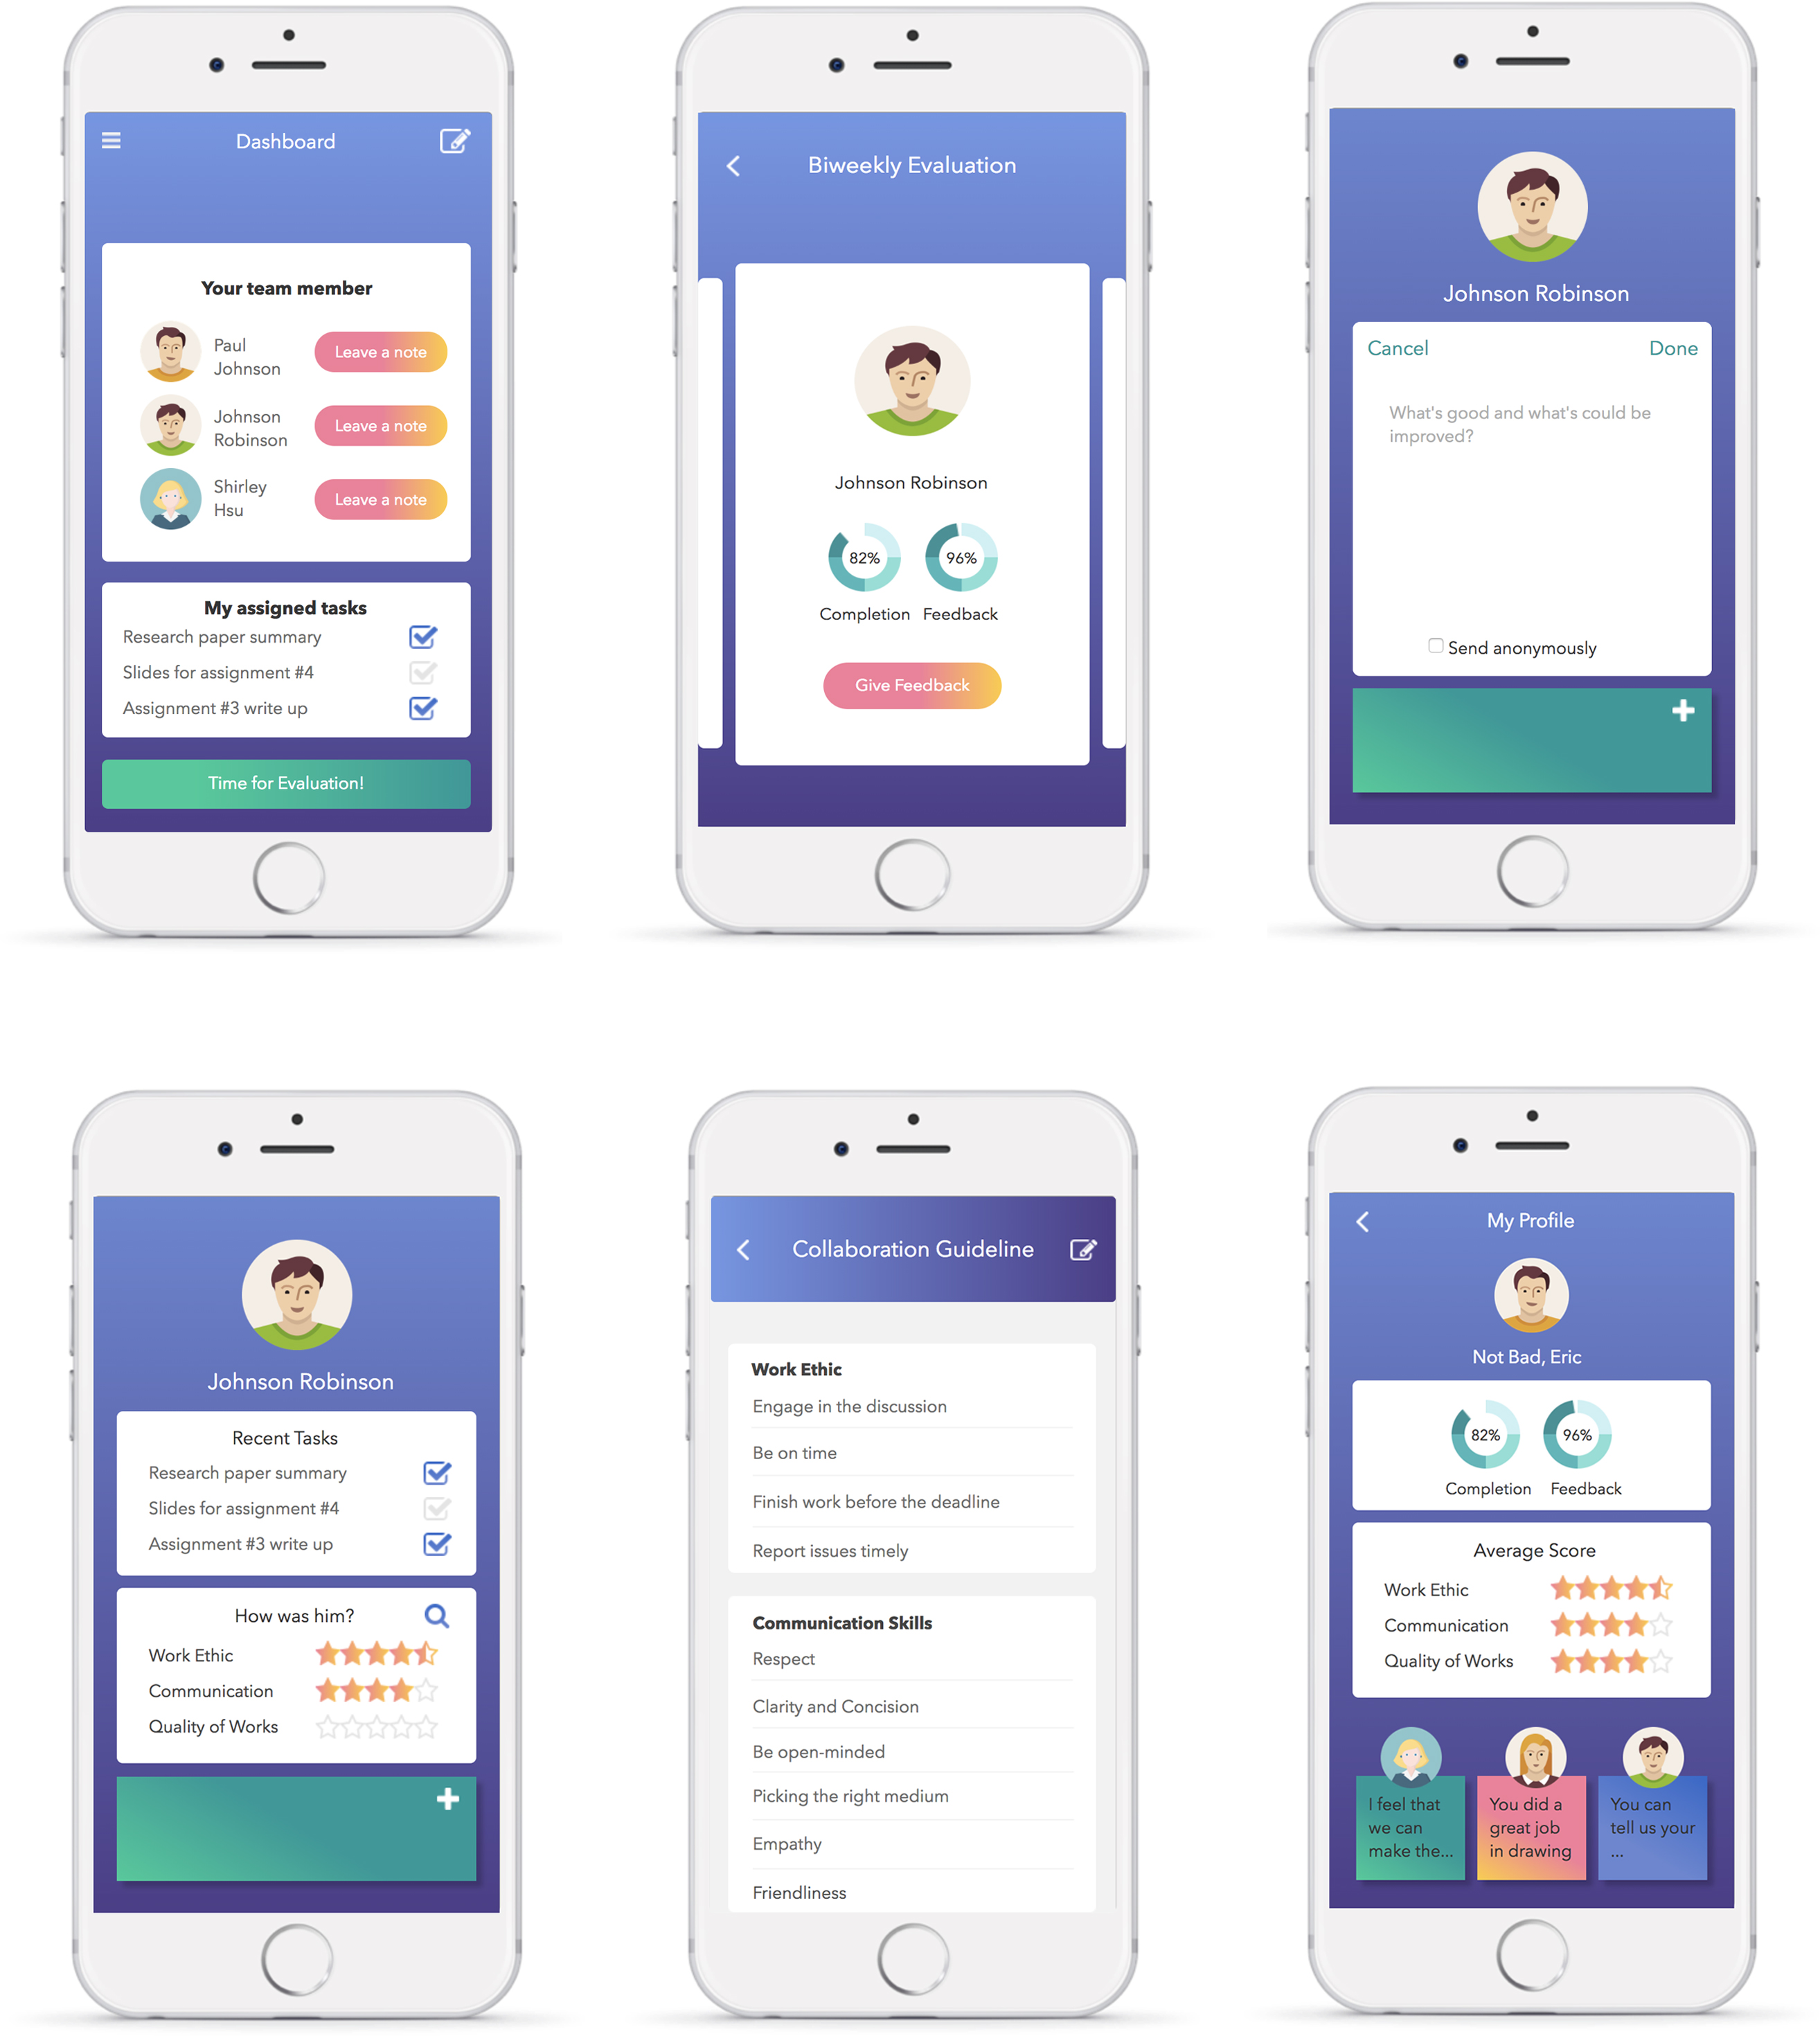 Dashboard
Your team member
Paul
Johnson
Leave a note
Johnson
Robinson
Leave a note
Shirley
Hsu
Leave a note
My assigned tasks
Research paper summary
Slides for assignment #4
Assignment #3 write up
Time for Evaluation!
Biweekly Evaluation
Johnson Robinson
82%
96%
Completion
Feedback
Give Feedback
Johnson Robinson
Cancel
Done
What's good and what's could be
improved?
Send anonymously
Johnson Robinson
Recent Tasks
Research paper summary
Slides for assignment #4
Assignment #3 write up
How was him?
Work Ethic
Communication
Quality of Works
Collaboration Guideline
Work Ethic
Engage in the discussion
Be on time
Finish work before the deadline
Report issues timely
Communication Skills
Respect
Clarity and Concision
Be open-minded
Picking the right medium
Empathy
Friendliness
My Profile
Not Bad, Eric
82%
96%
Completion
Feedback
Average Score
Work Ethic
Communication
Quality of Works
I feel that
we can
make the...
You did a
great job
in drawing
You can
tell us your
...